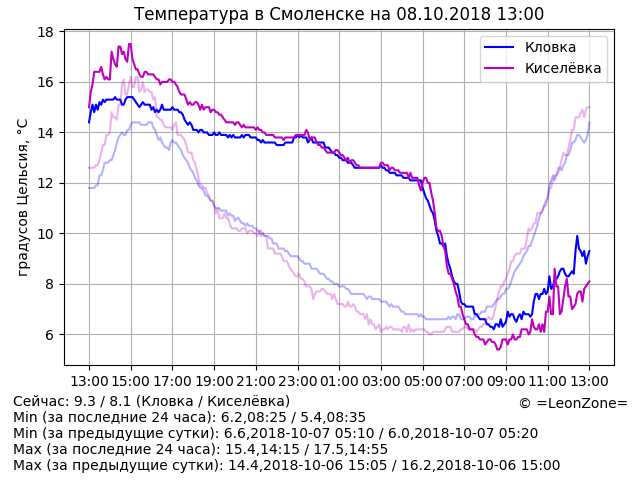 Температура в Смоленске на 08.10.2018 13:00
18
16
14
12
10
8
6
градусов Цельсия, °C
Кловка
Киселёвка
13:00 15:00 17:00 19:00 21:00 23:00 01:00 03:00 05:00 07:00 09:00 11:00 13:00
Сейчас: 9.3 / 8.1 (Кловка / Киселёвка)
© =LeonZone=
Min (за последние 24 часа): 6.2,08:25 / 5.4,08:35
Min (за предыдущие сутки): 6.6,2018-10-07 05:10 / 6.0,2018-10-07 05:20
Max (за последние 24 часа): 15.4,14:15 / 17.5,14:55
Max (за предыдущие сутки): 14.4,2018-10-06 15:05 / 16.2,2018-10-06 15:00